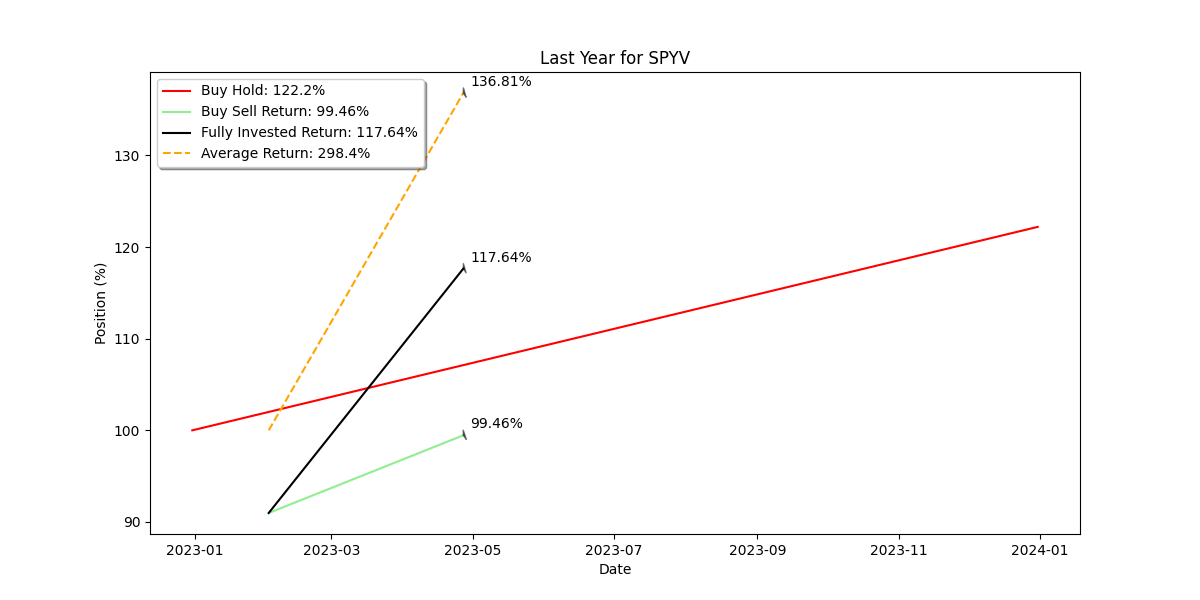 Last Year for SPYV
Buy Hold: 122.2%
Buy Sell Return: 99.46%
Fully Invested Return: 117.64%
Average Return: 298.4%
136.81%
117.64%
99.46%
Position (%)
130
120
110
100
90
2023-01
2023-03
2023-05
2023-07
2023-09
2023-11
2024-01
Date